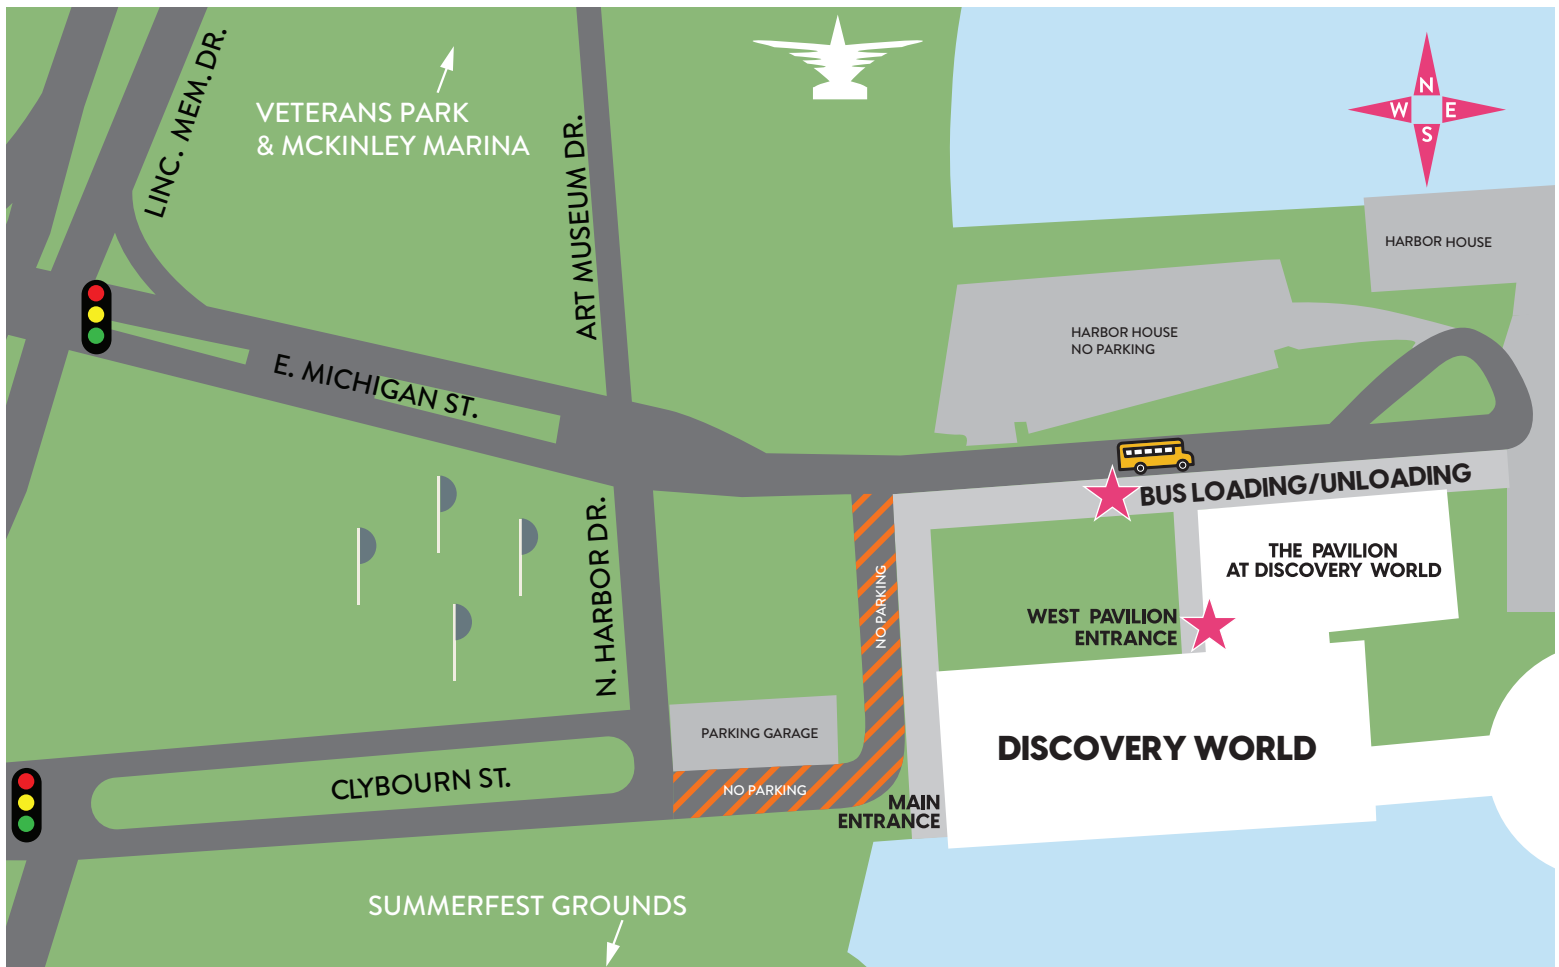 LINC. MEM. DR.
VETERANS PARK
& MCKINLEY MARINA
ART MUSEUM DR.
N
W
E
S
HARBOR HOUSE
HARBOR HOUSE
NO PARKING
E. MICHIGAN ST.
BUS LOADING/UNLOADING
THE PAVILION
AT DISCOVERY WORLD
N. HARBOR DR.
NO PARKING
WEST PAVILION
ENTRANCE
PARKING GARAGE
DISCOVERY WORLD
CLYBOURN ST.
NO PARKING
MAIN
ENTRANCE
SUMMERFEST GROUNDS